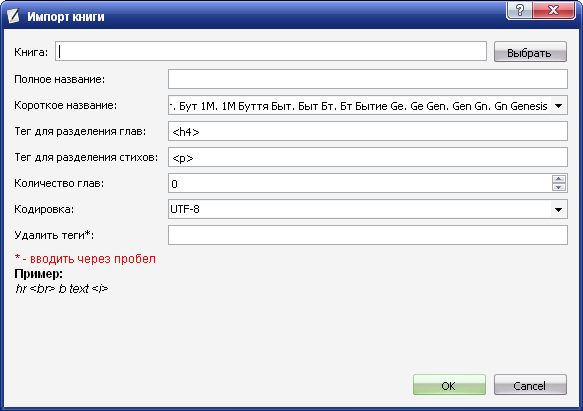 Импорт книги
Книга: Выбрать
Полное название:
Короткое название: Бут 1М. 1М Буття Быт. Быт Бт. Бт Бытие Ge. Ge Gen. Gen Gn. Gn Genesis
Тег для разделения глав: <h4>
Тег для разделения стихов: <p>
Количество глав: 0
Кодировка: UTF-8
Удалить теги*:
* - вводить через пробел
Пример:
hr <br> b text <i>
OK Cancel